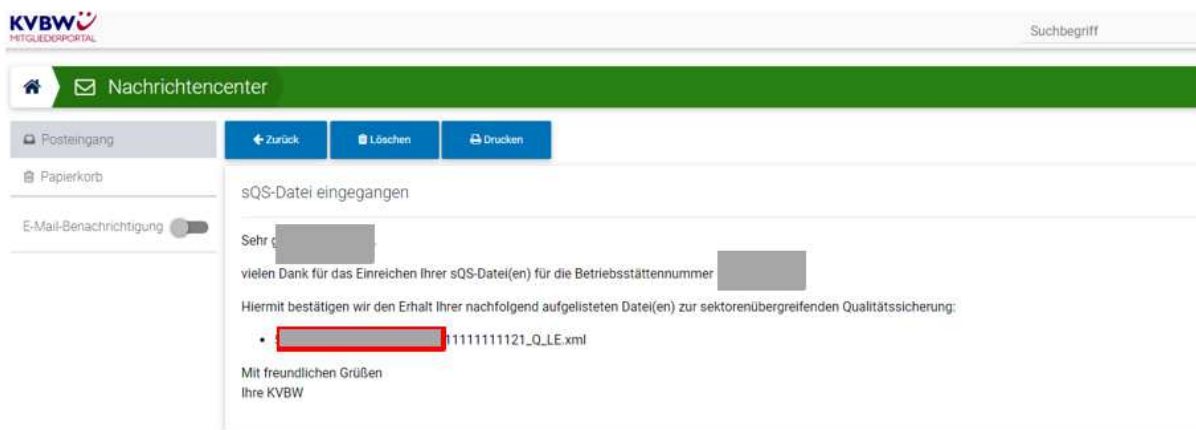 KVBW
MITGLIEDERPORTAL
Suchbegriff
Nachrichtencenter
Posteingang
Zurück
Löschen
Drucken
Papierkorb
E-Mail-Benachrichtigung
sQS-Datei eingegangen
Sehr
vielen Dank für das Einreichen Ihrer sQS-Datei(en) für die Betriebsstättennummer
Hiermit bestätigen wir den Erhalt Ihrer nachfolgend aufgelisteten Datei(en) zur sektorenübergreifenden Qualitätssicherung:
• 11111111121_Q_LE.xml
Mit freundlichen Grüßen
Ihre KVBW